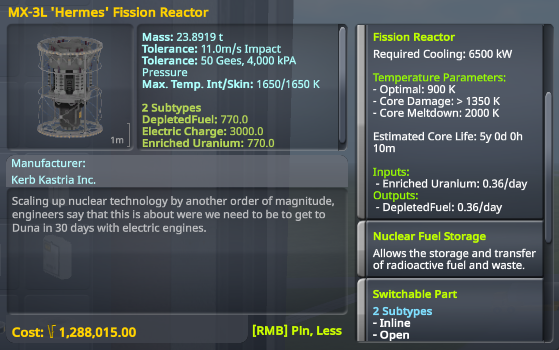 MX-3L 'Hermes' Fission Reactor
1m
Mass: 23.8919 t
Tolerance: 11.0m/s Impact
Tolerance: 50 Gees, 4,000 kPA
Pressure
Max. Temp. Int/Skin: 1650/1650 K
2 Subtypes
DepletedFuel: 770.0
Electric Charge: 3000.0
Enriched Uranium: 770.0
Manufacturer:
Kerb Kastria Inc.
Scaling up nuclear technology by another order of magnitude,
engineers say that this is about were we need to be to get to
Duna in 30 days with electric engines.
Cost: 1,288,015.00
[RMB] Pin, Less
Fission Reactor
Required Cooling: 6500 kW
Temperature Parameters:
- Optimal: 900 K
- Core Damage: > 1350 K
- Core Meltdown: 2000 K
Estimated Core Life: 5y 0d 0h
10m
Inputs:
- Enriched Uranium: 0.36/day
Outputs:
- DepletedFuel: 0.36/day
Nuclear Fuel Storage
Allows the storage and transfer
of radioactive fuel and waste.
Switchable Part
2 Subtypes
- Inline
- Open